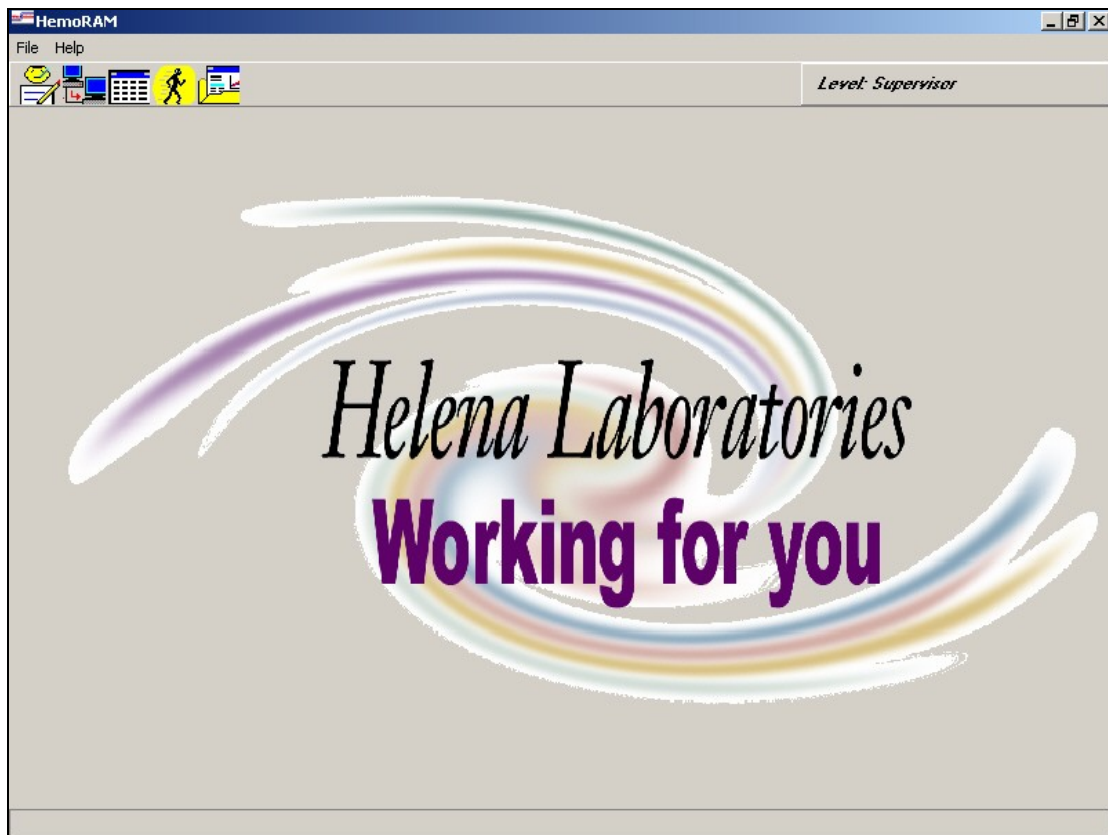 HemoRAM
File Help
Level: Supervisor
Helena Laboratories
Working for you